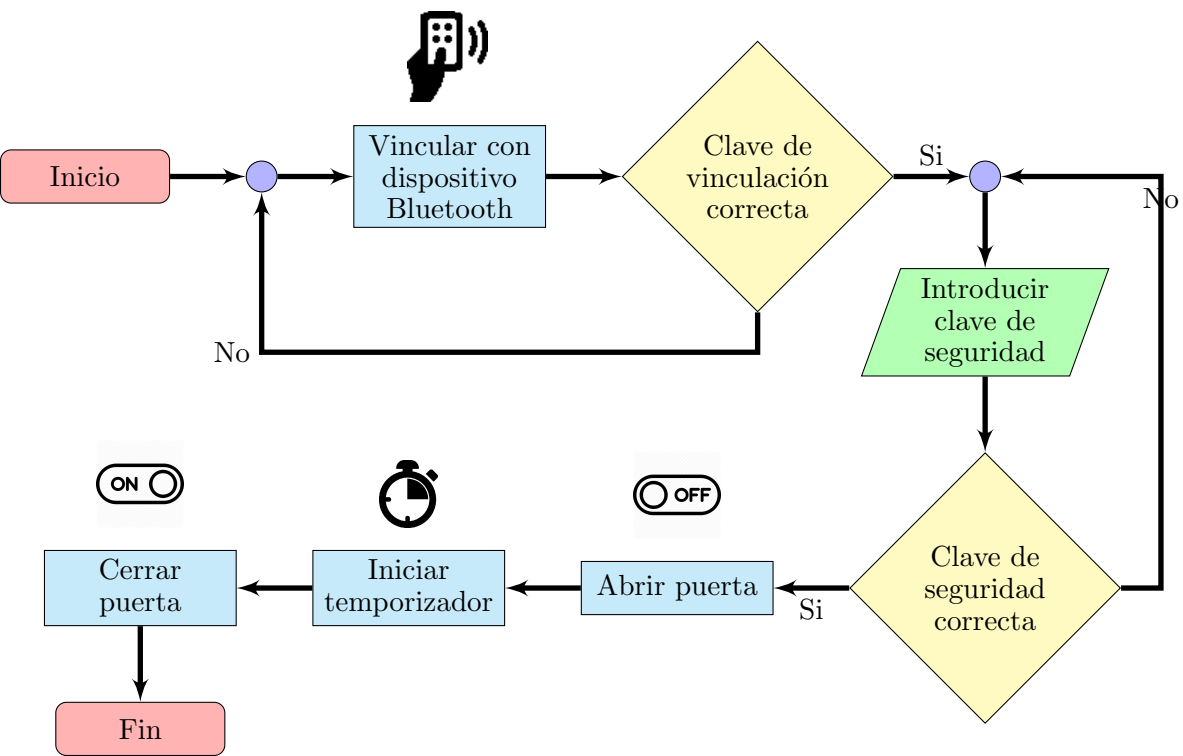 Inicio
Vincular con
dispositivo
Bluetooth
Clave de
vinculación
correcta
Si
No
No
Introducir
clave de
seguridad
Clave de
seguridad
correcta
Si
OFF
Abrir puerta
Iniciar
temporizador
ON
Cerrar
puerta
Fin